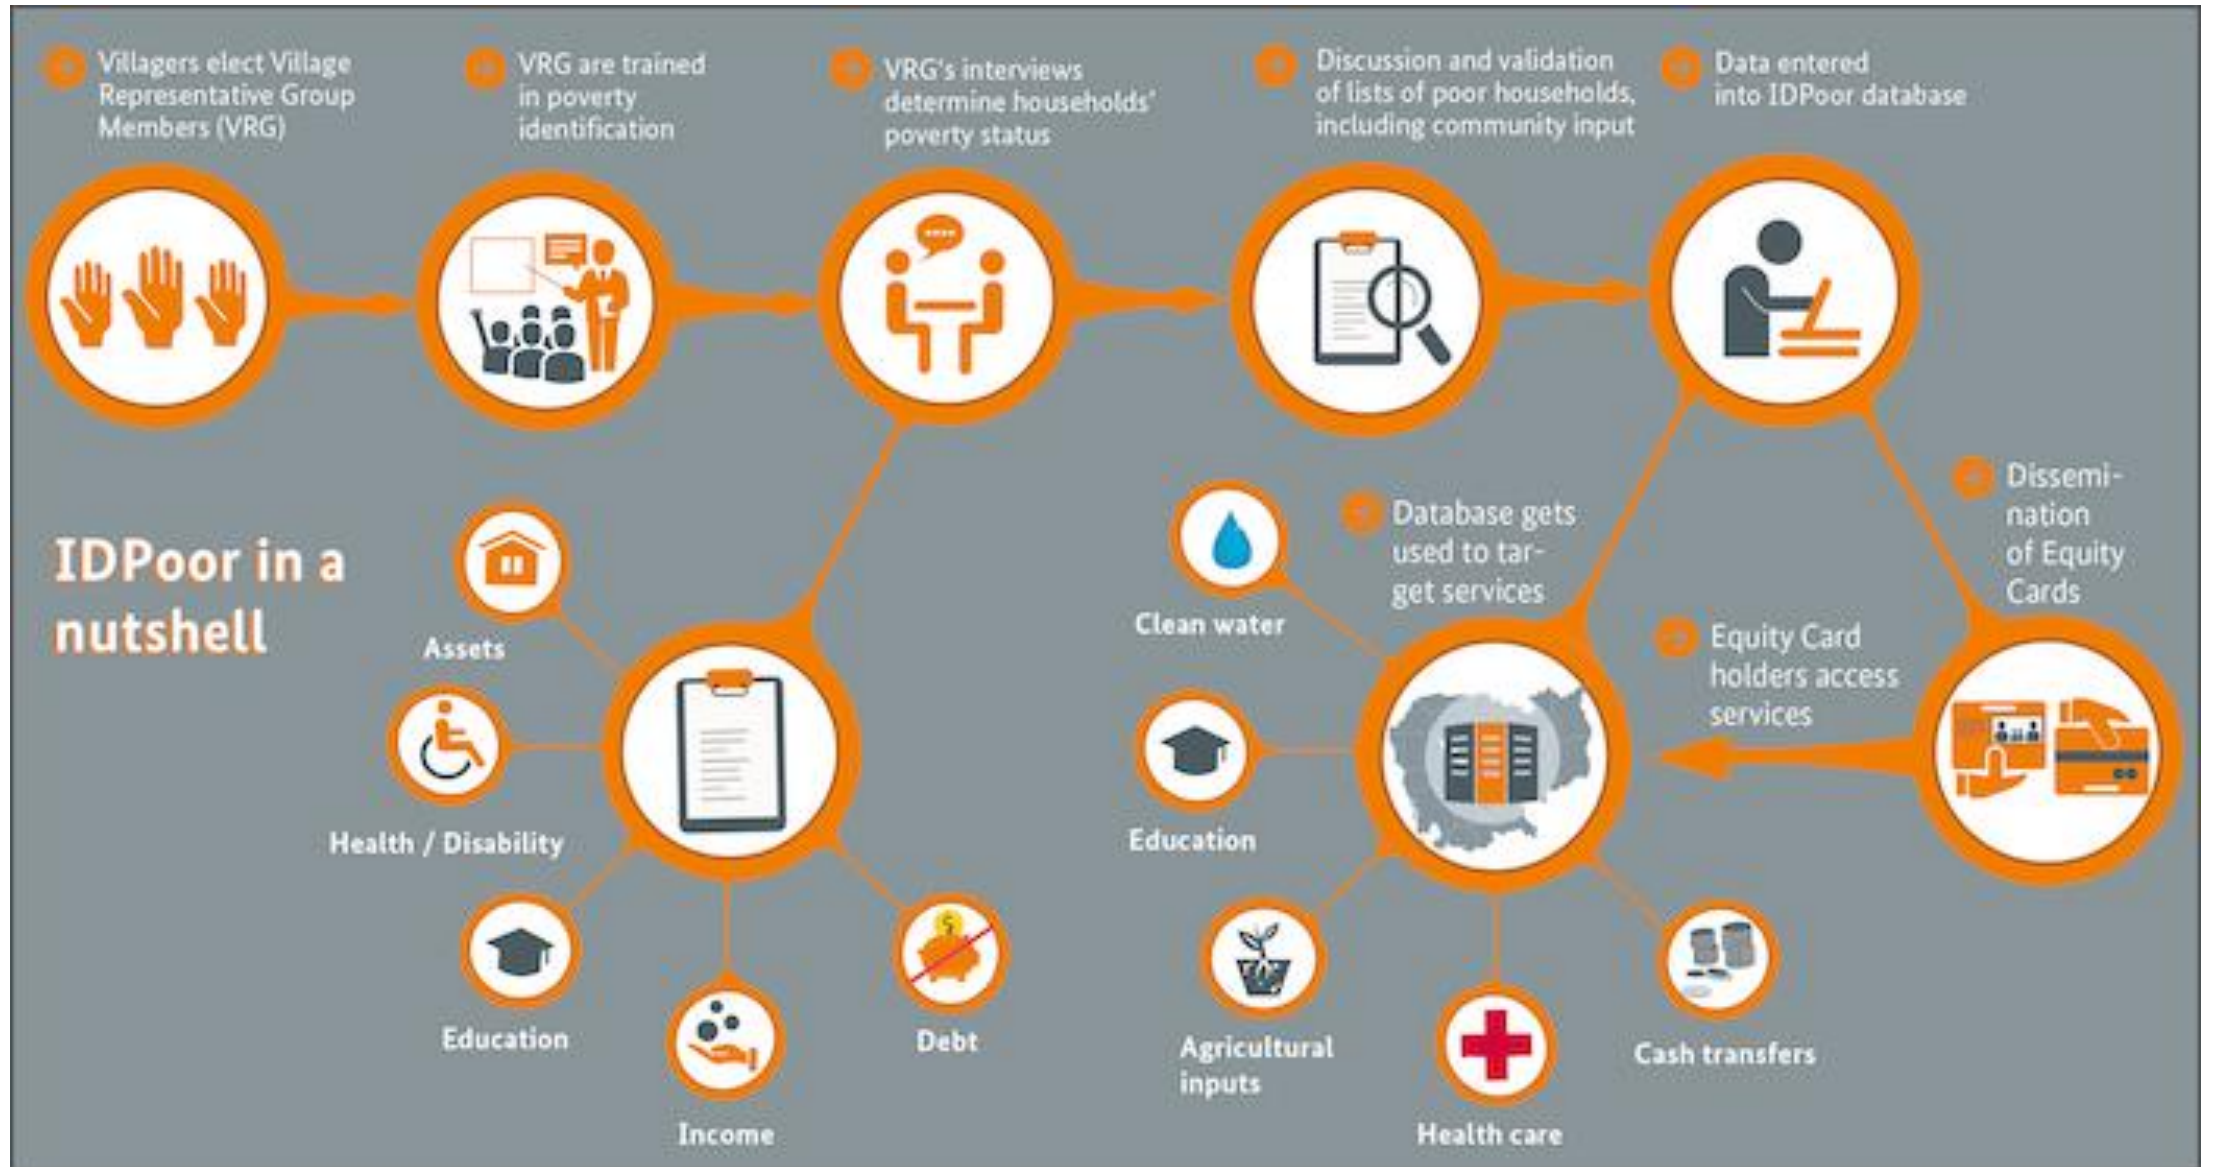 Villagers elect Village
Representative Group
Members (VRG)
VRG are trained
in poverty
identification
VRG's interviews
determine households'
poverty status
Discussion and validation
of lists of poor households,
including community input
Data entered
into IDPoor database
IDPoor in a
nutshell
Assets
Health / Disability
Education
Income
Debt
Clean water
Education
Agricultural
inputs
Health care
Cash transfers
Database gets
used to tar-
get services
Equity Card
holders access
services
Dissemi-
nation
of Equity
Cards